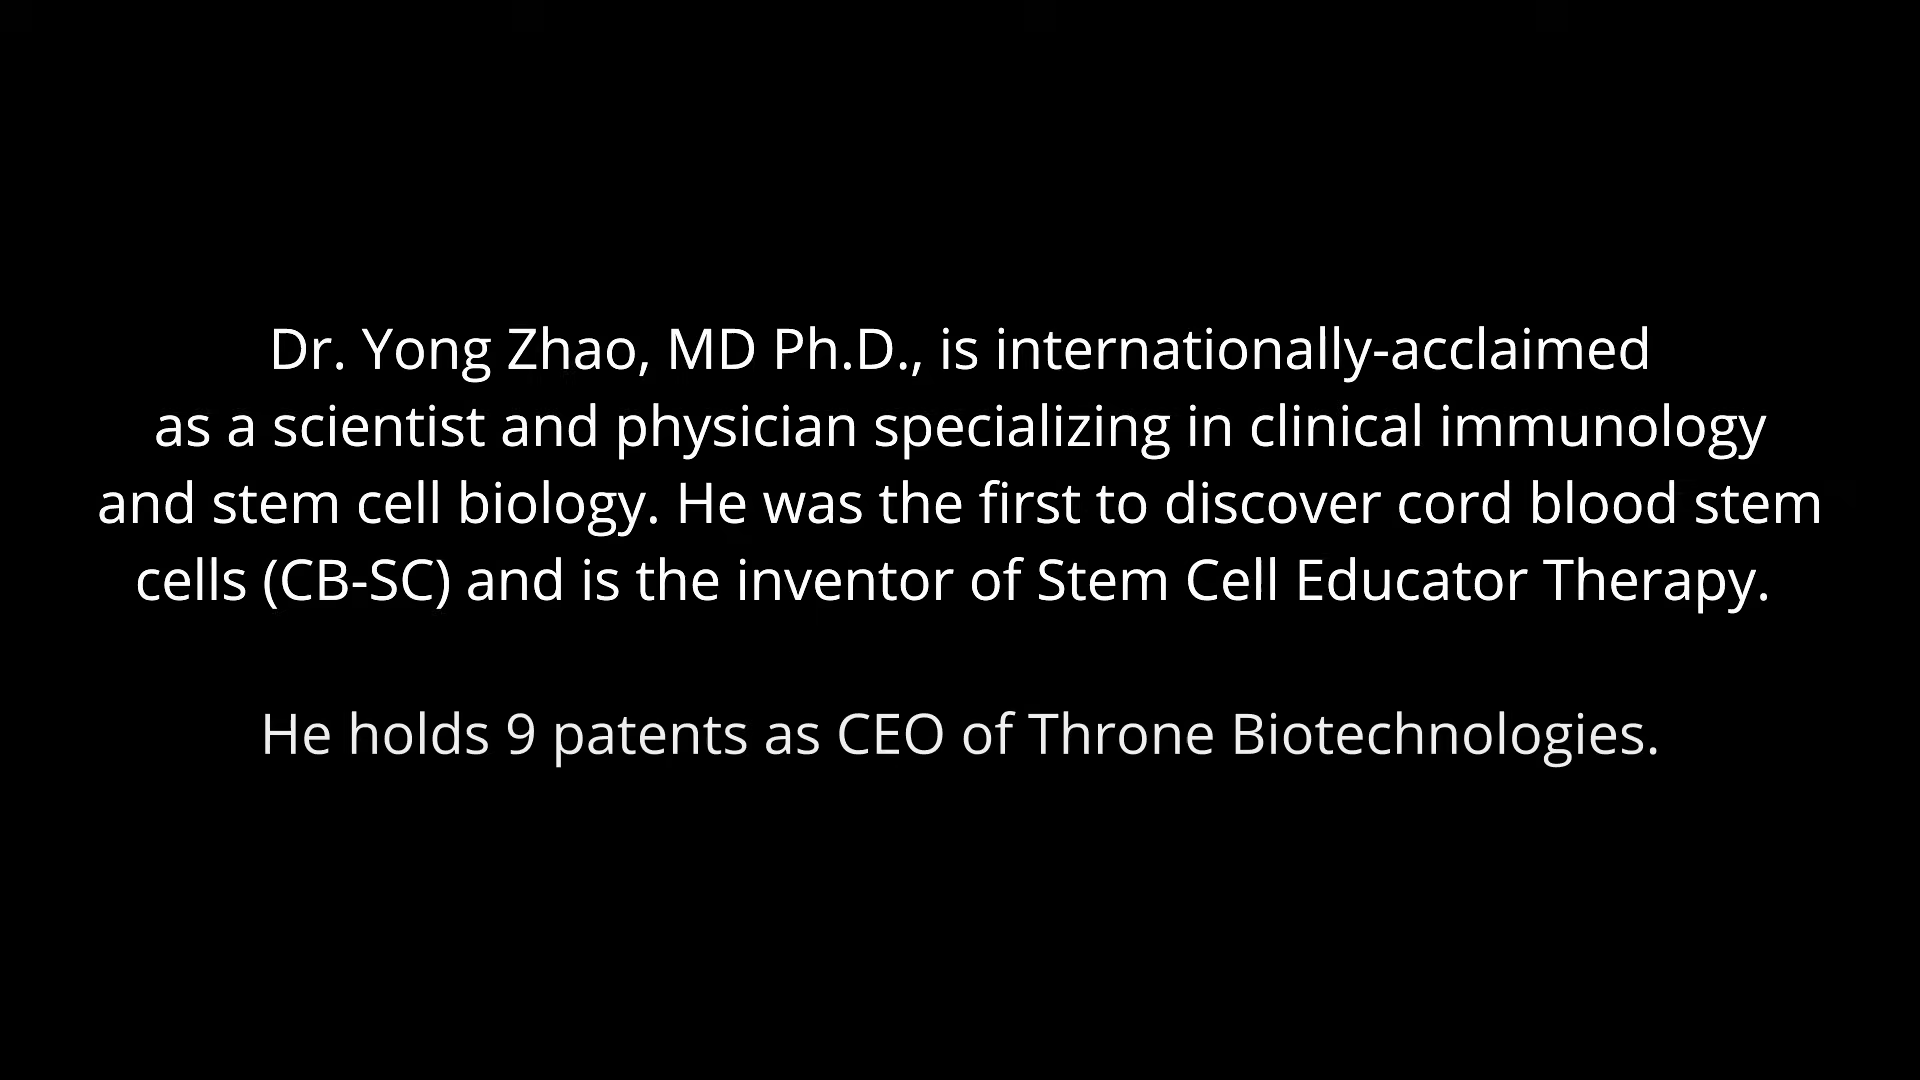 Dr. Yong Zhao, MD Ph.D., is internationally-acclaimed
as a scientist and physician specializing in clinical immunology
and stem cell biology. He was the first to discover cord blood stem
cells (CB-SC) and is the inventor of Stem Cell Educator Therapy.
He holds 9 patents as CEO of Throne Biotechnologies.